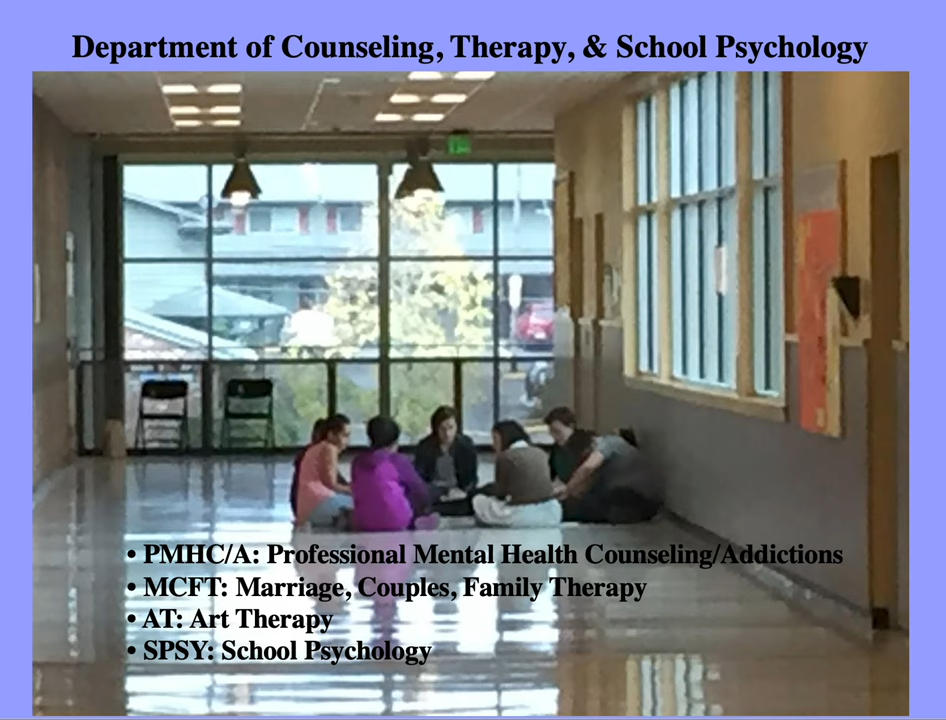 Department of Counseling, Therapy, & School Psychology
• PMHC/A: Professional Mental Health Counseling/Addictions
• MCFT: Marriage, Couples, Family Therapy
• AT: Art Therapy
• SPSY: School Psychology